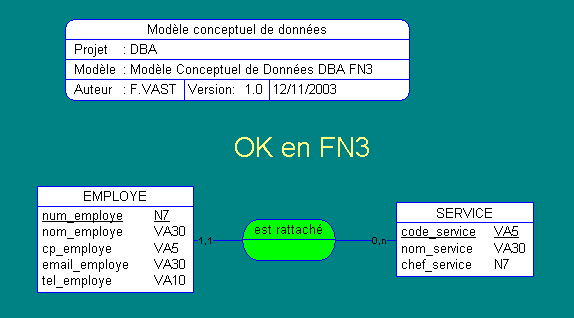 Modèle conceptuel de données
Projet : DBA
Modèle : Modèle Conceptuel de Données DBA FN3
Auteur : F.VAST Version: 1.0 12/11/2003
OK en FN3
EMPLOYE
num_employe N7
nom_employe VA30
cp_employe VA5
email_employe VA30
tel_employe VA10
1,1
est rattaché
0,n
SERVICE
code_service VA5
nom_service VA30
chef_service N7